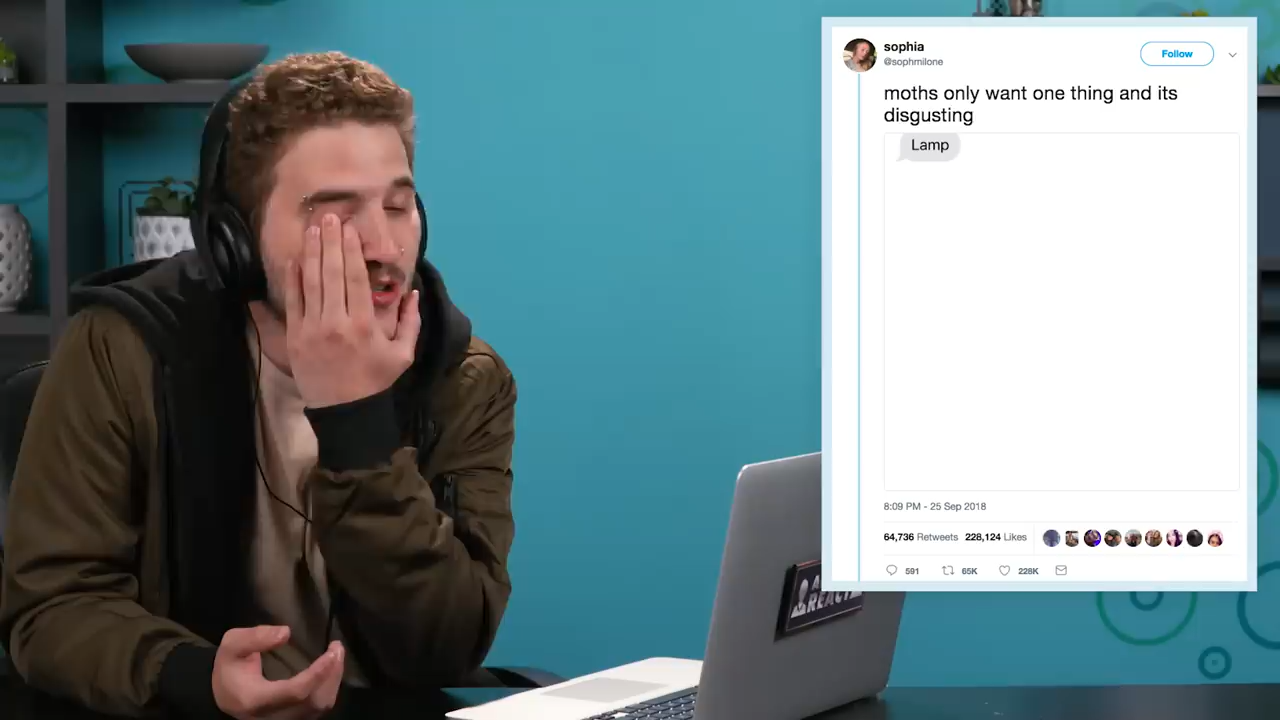 sophia
@sophmilone
Follow
moths only want one thing and its
disgusting
Lamp
8:09 PM - 25 Sep 2018
64,736 Retweets 228,124 Likes
591 65K 228K
REACT